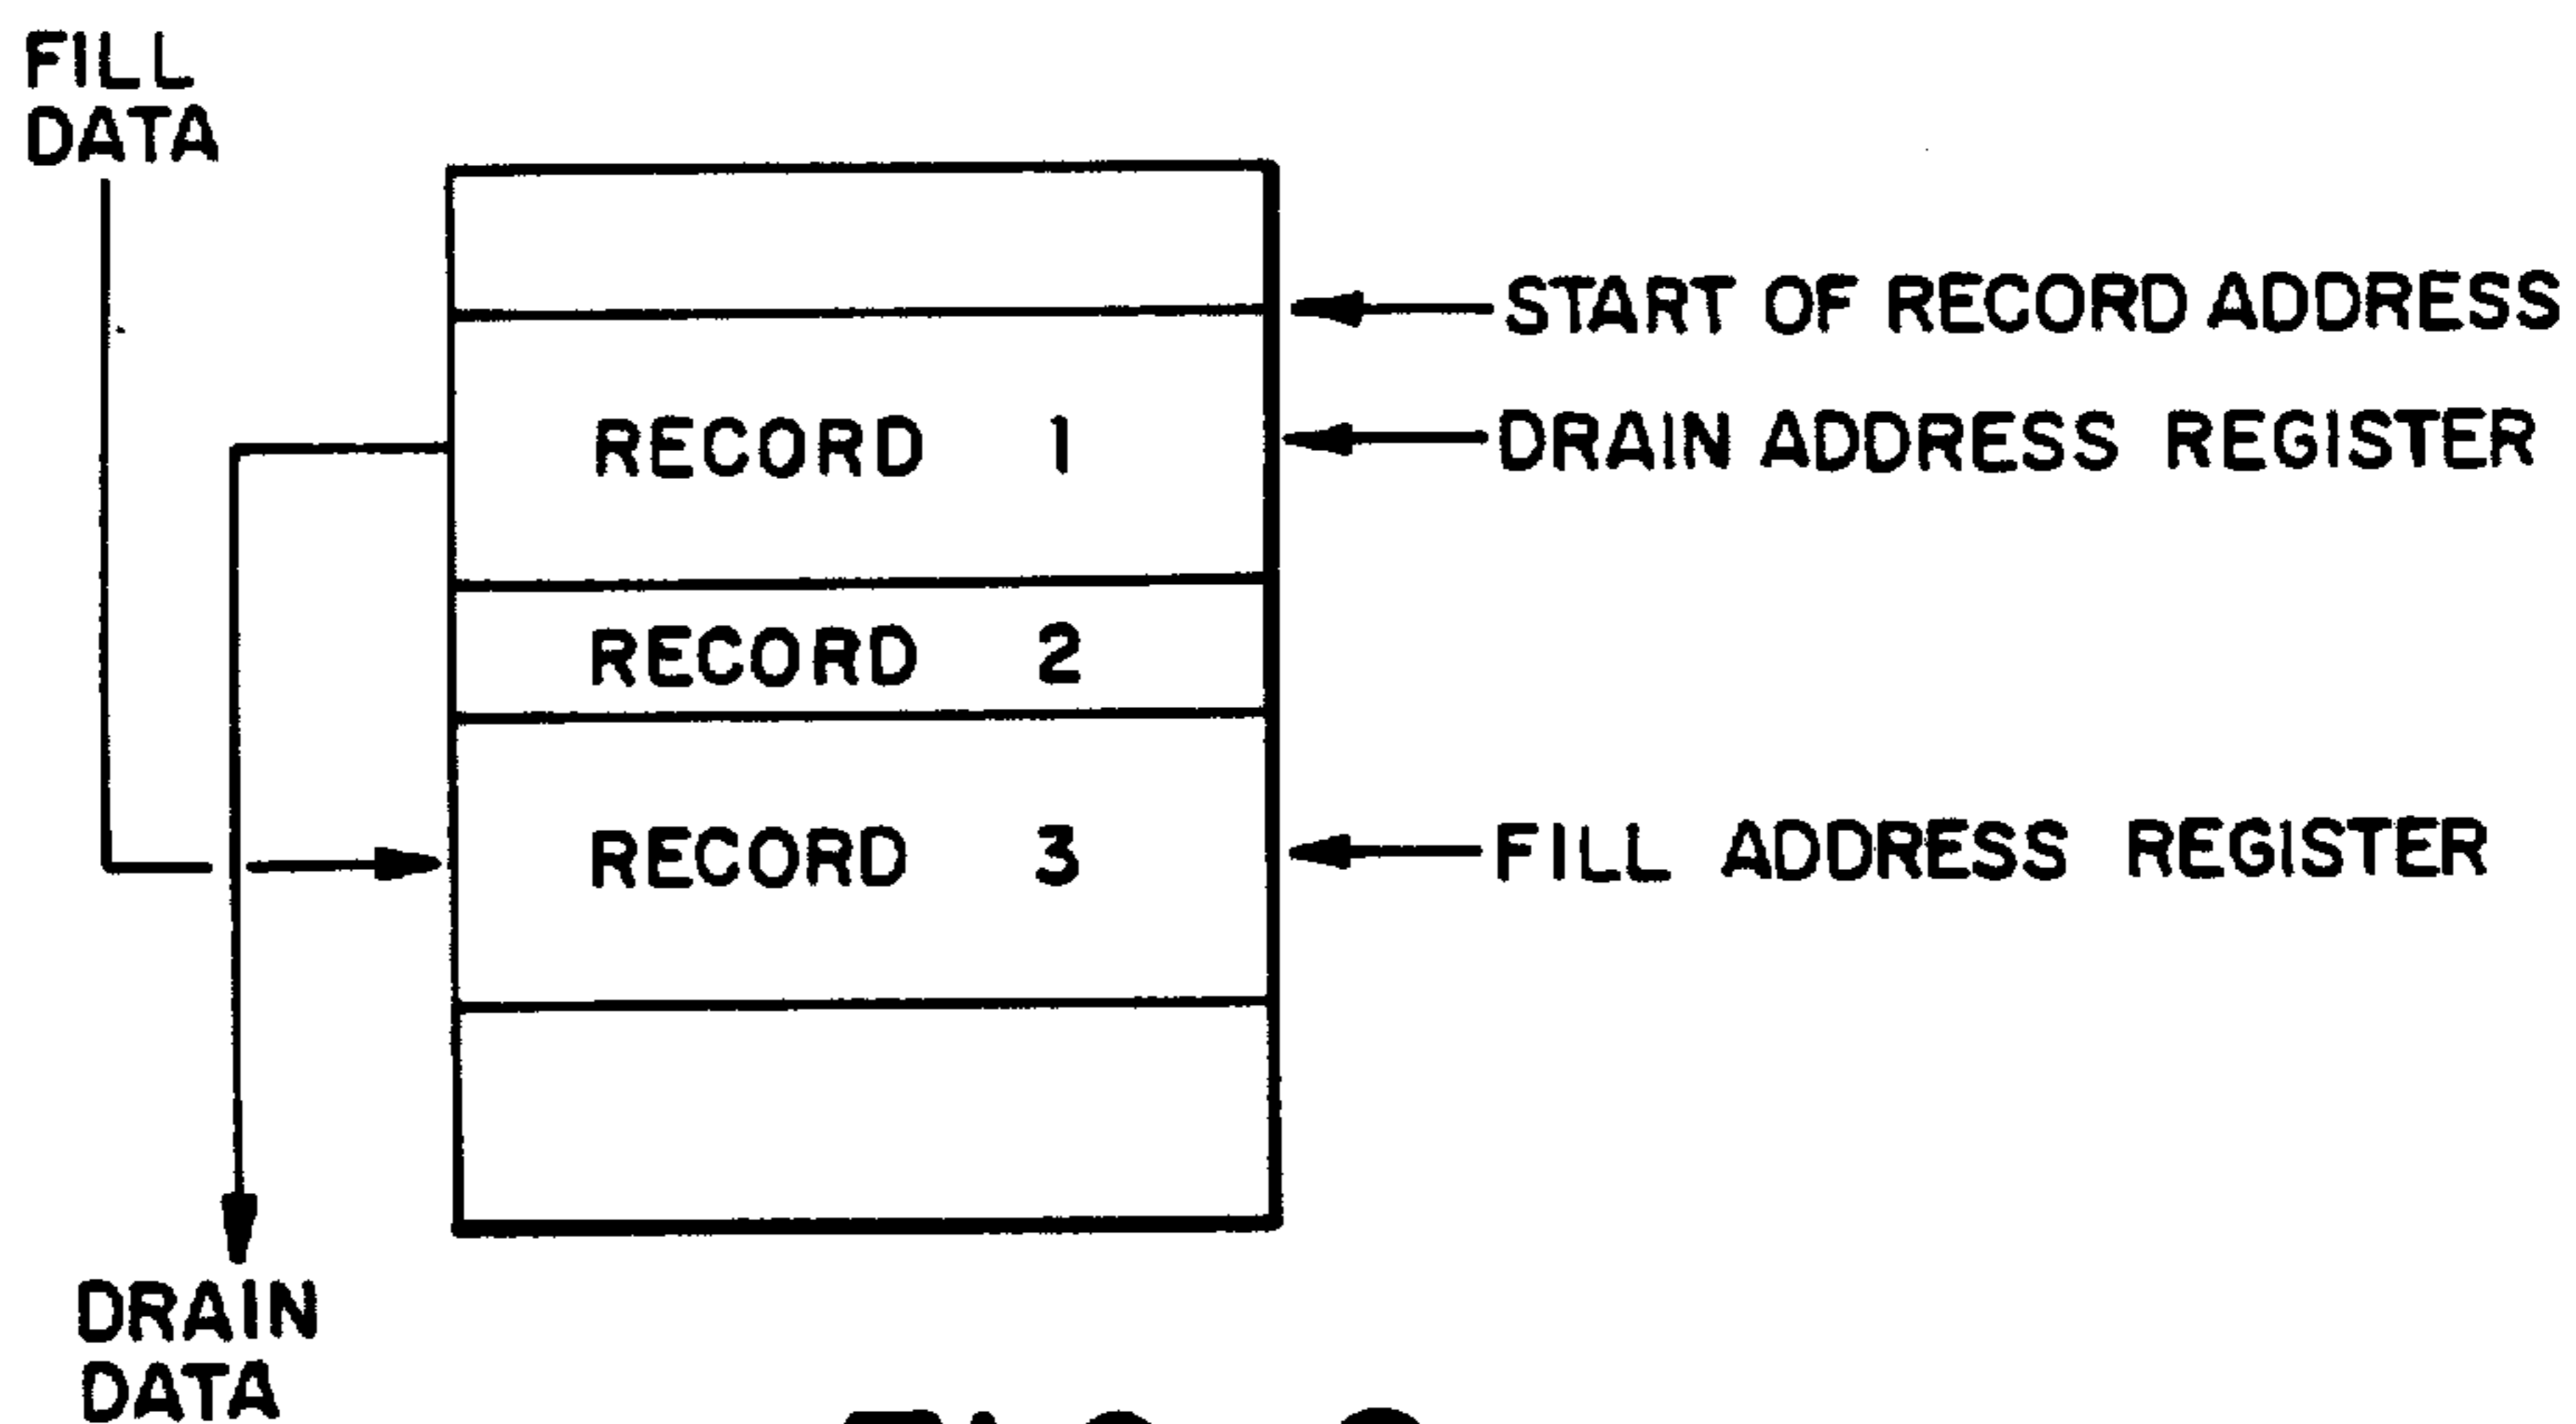 FILL
DATA
START OF RECORD ADDRESS
RECORD 1
DRAIN ADDRESS REGISTER
RECORD 2
RECORD 3
FILL ADDRESS REGISTER
DRAIN
DATA